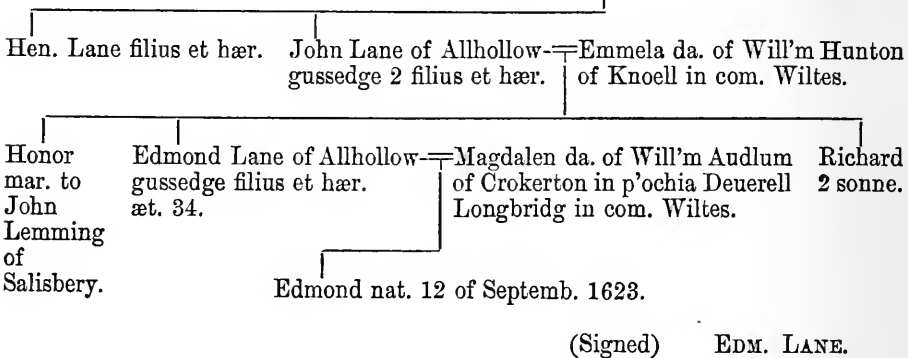 Hen. Lane filius et hær.
John Lane of Allhollow-
gussedge 2 filius et hær.
Emmela da. of Will'm Hunton
of Knoell in com. Wiltes.
Honor
mar. to
John
Lemming
of
Salisbery.
Edmond Lane of Allhollow-
gussedge filius et hær.
æt. 34.
Magdalen da. of Will'm Audlum
of Crokerton in p'ochia Deuerell
Longbridg in com. Wiltes.
Richard
2 sonne.
Edmond nat. 12 of Septemb. 1623.
(Signed) EDM. LANE.